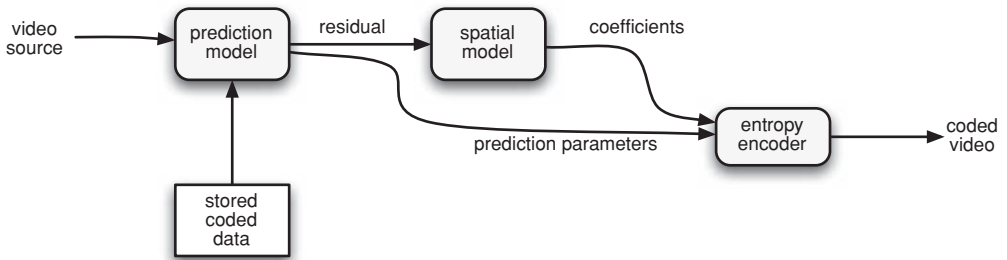 video
source
prediction
model
residual
spatial
model
coefficients
prediction parameters
entropy
encoder
coded
video
stored
coded
data